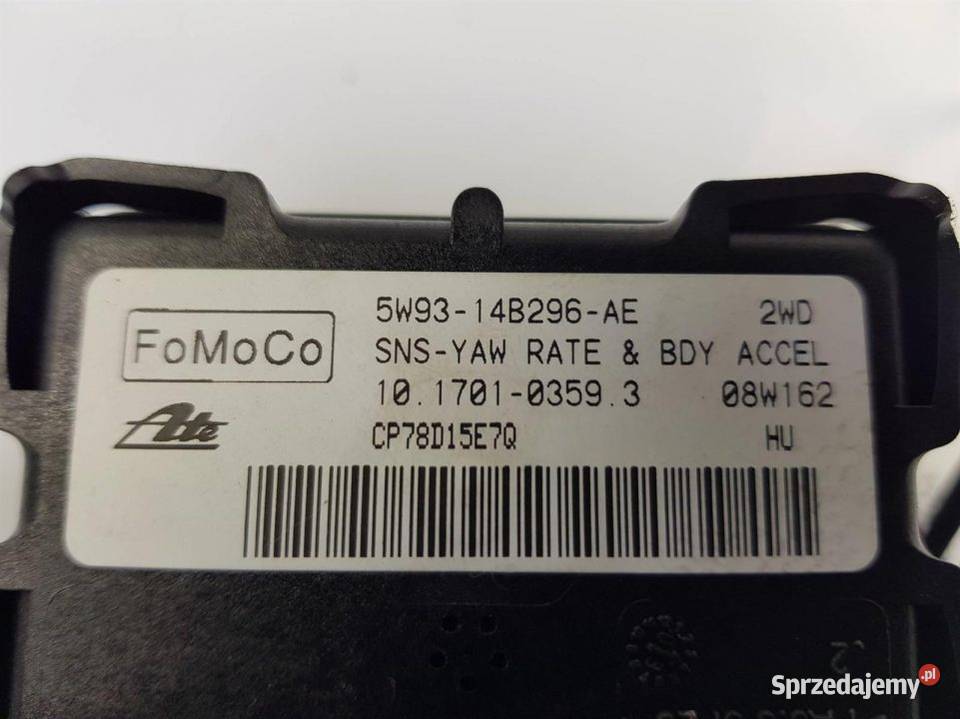 5W93-14B296-AE 2WD
FoMoCo SNS-YAW RATE & BDY ACCEL
10.1701-0359.3 08W162
Ate CP78D15E7Q HU
Sprzedajemy.pl